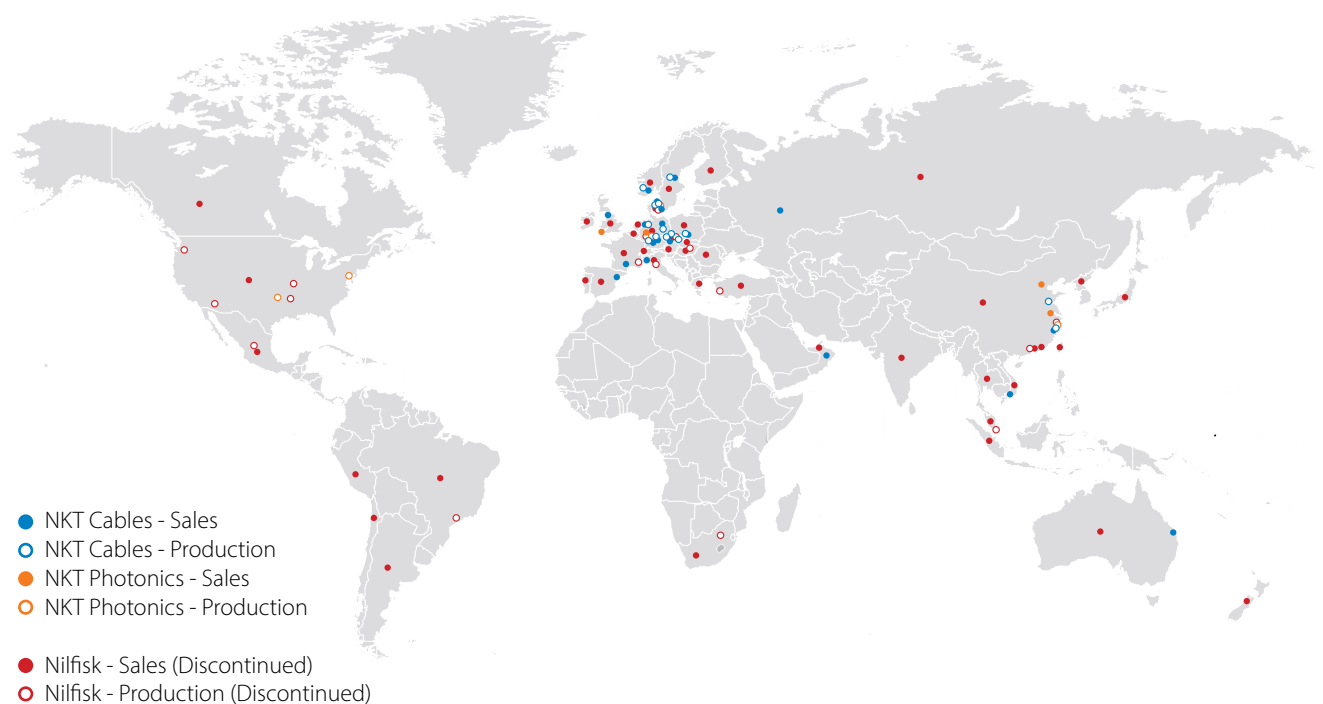 NKT Cables - Sales
NKT Cables - Production
NKT Photonics - Sales
NKT Photonics - Production
Nilfisk - Sales (Discontinued)
Nilfisk - Production (Discontinued)